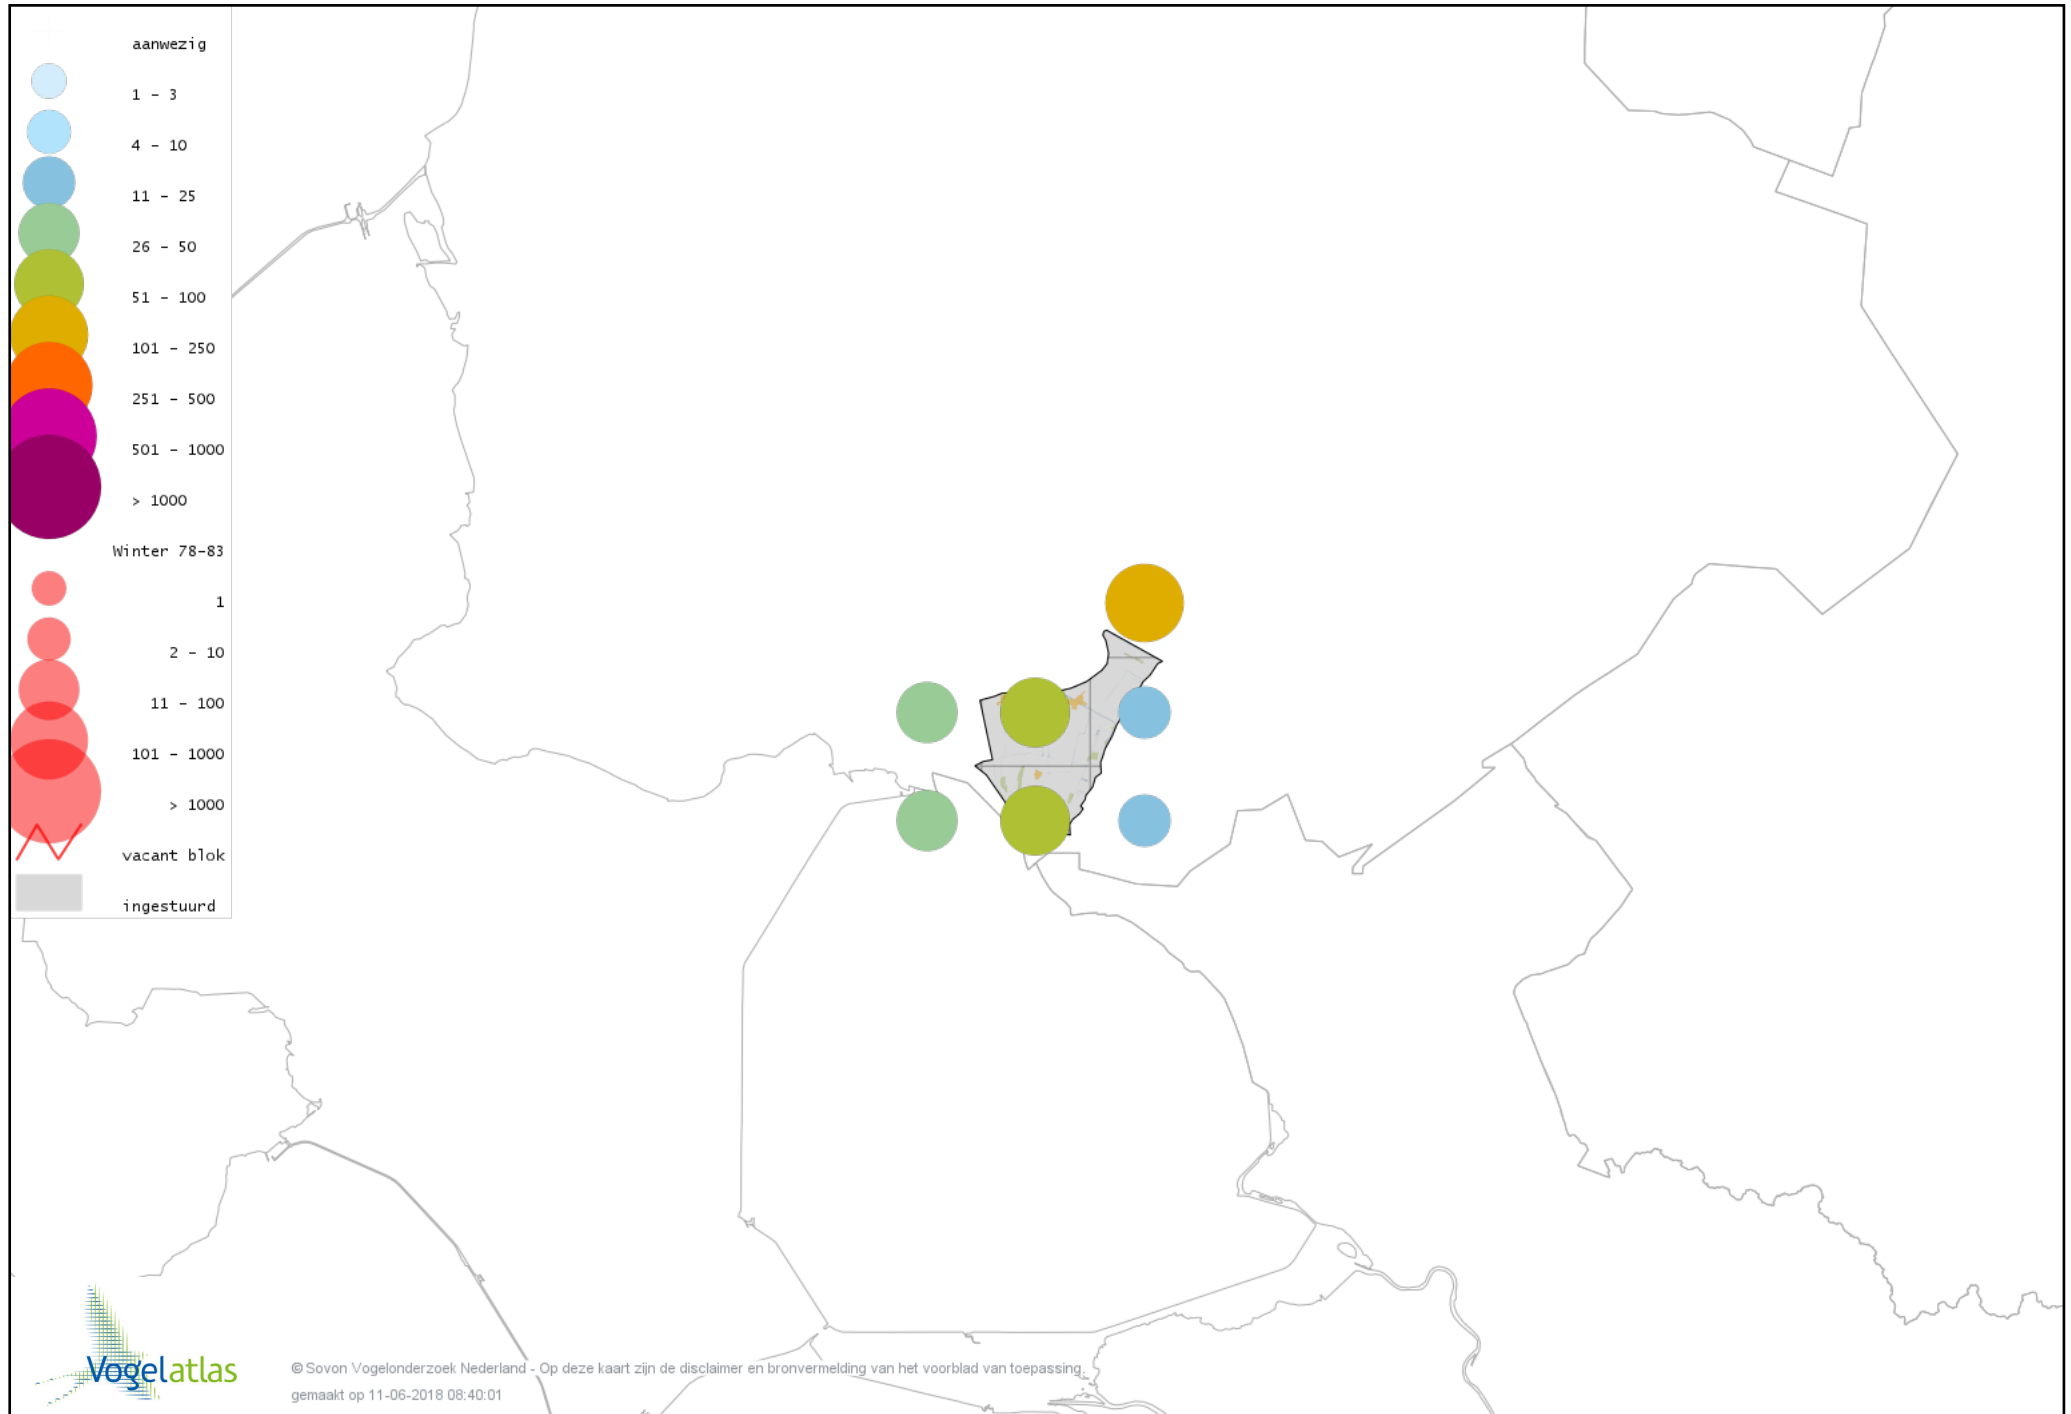 aanwezig
1 - 3
4 - 10
11 - 25
26 - 50
51 - 100
101 - 250
251 - 500
501 - 1000
> 1000
Winter 78-83
1
2 - 10
11 - 100
101 - 1000
> 1000
vacant blok
ingestuurd
Vogelatlas
© Sovon Vogelonderzoek Nederland - Op deze kaart zijn de disclaimer en bronvermelding van het voorblad van toepassing.
gemaakt op 11-06-2018 08:40:01